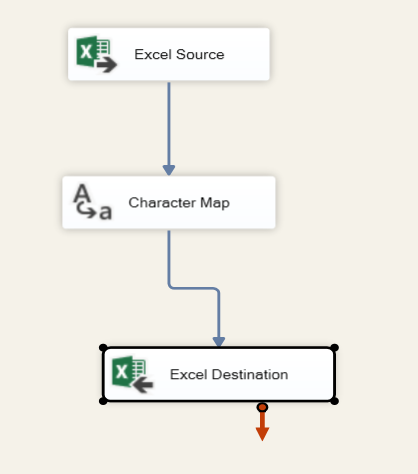 Excel Source
A
a
Character Map
Excel Destination